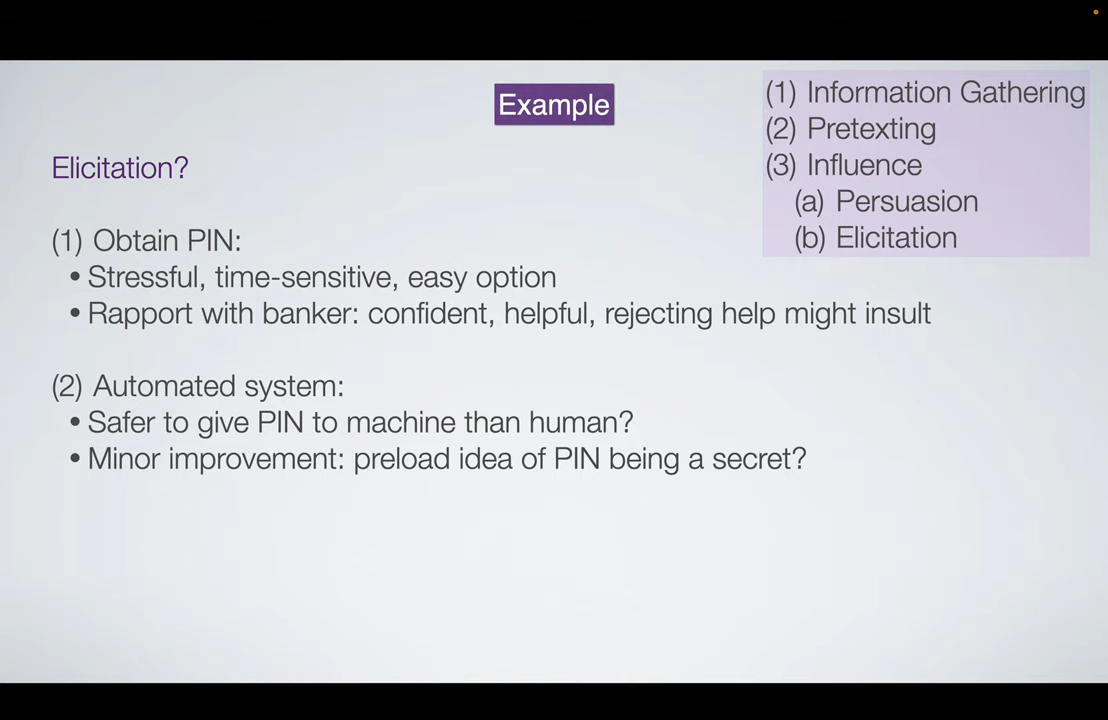 Example
(1) Information Gathering
(2) Pretexting
(3) Influence
(a) Persuasion
(b) Elicitation
Elicitation?
(1) Obtain PIN:
• Stressful, time-sensitive, easy option
• Rapport with banker: confident, helpful, rejecting help might insult
(2) Automated system:
• Safer to give PIN to machine than human?
• Minor improvement: preload idea of PIN being a secret?